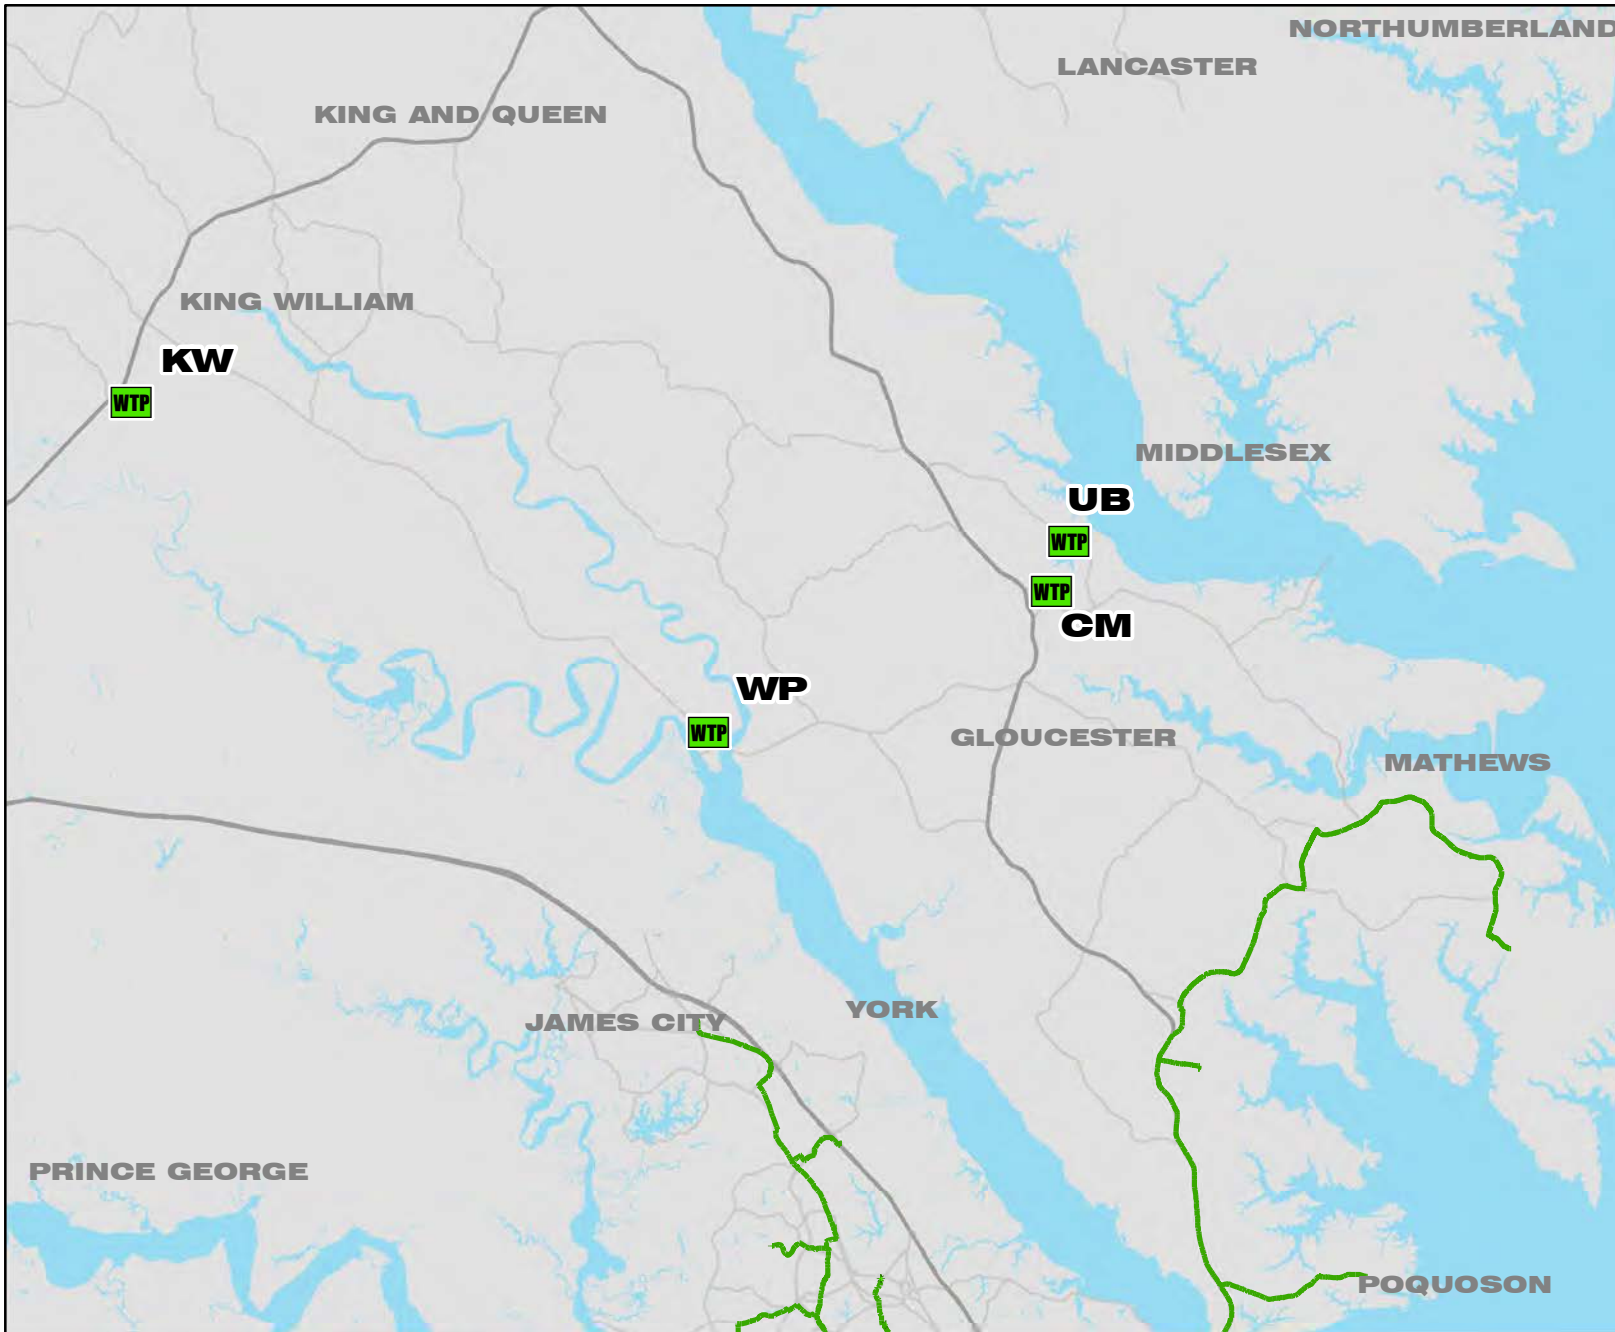 NORTHUMBERLAND
LANCASTER
KING AND QUEEN
KING WILLIAM
KW
WTP
MIDDLESEX
UB
WTP
WTP
CM
WP
WTP
GLOUCESTER
MATHEWS
YORK
JAMES CITY
PRINCE GEORGE
POQUOSON